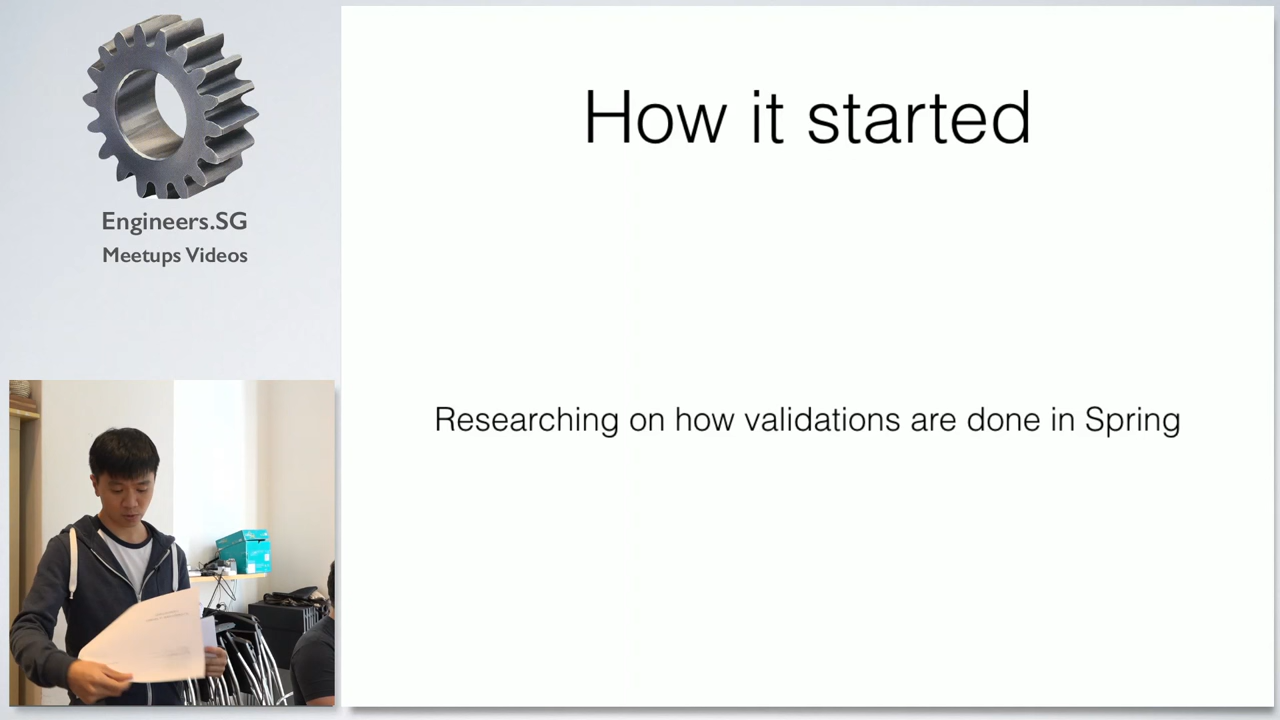 Engineers.SG
Meetups Videos
How it started
Researching on how validations are done in Spring